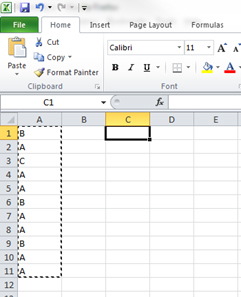 File Home Insert Page Layout Formulas
Cut
Copy
Format Painter
Paste
Clipboard
Calibri 11 A A
B I U A
Font
C1 fx
A B C D E
1 B
2 A
3 C
4 A
5 A
6 B
7 A
8 A
9 B
10 A
11 A
12